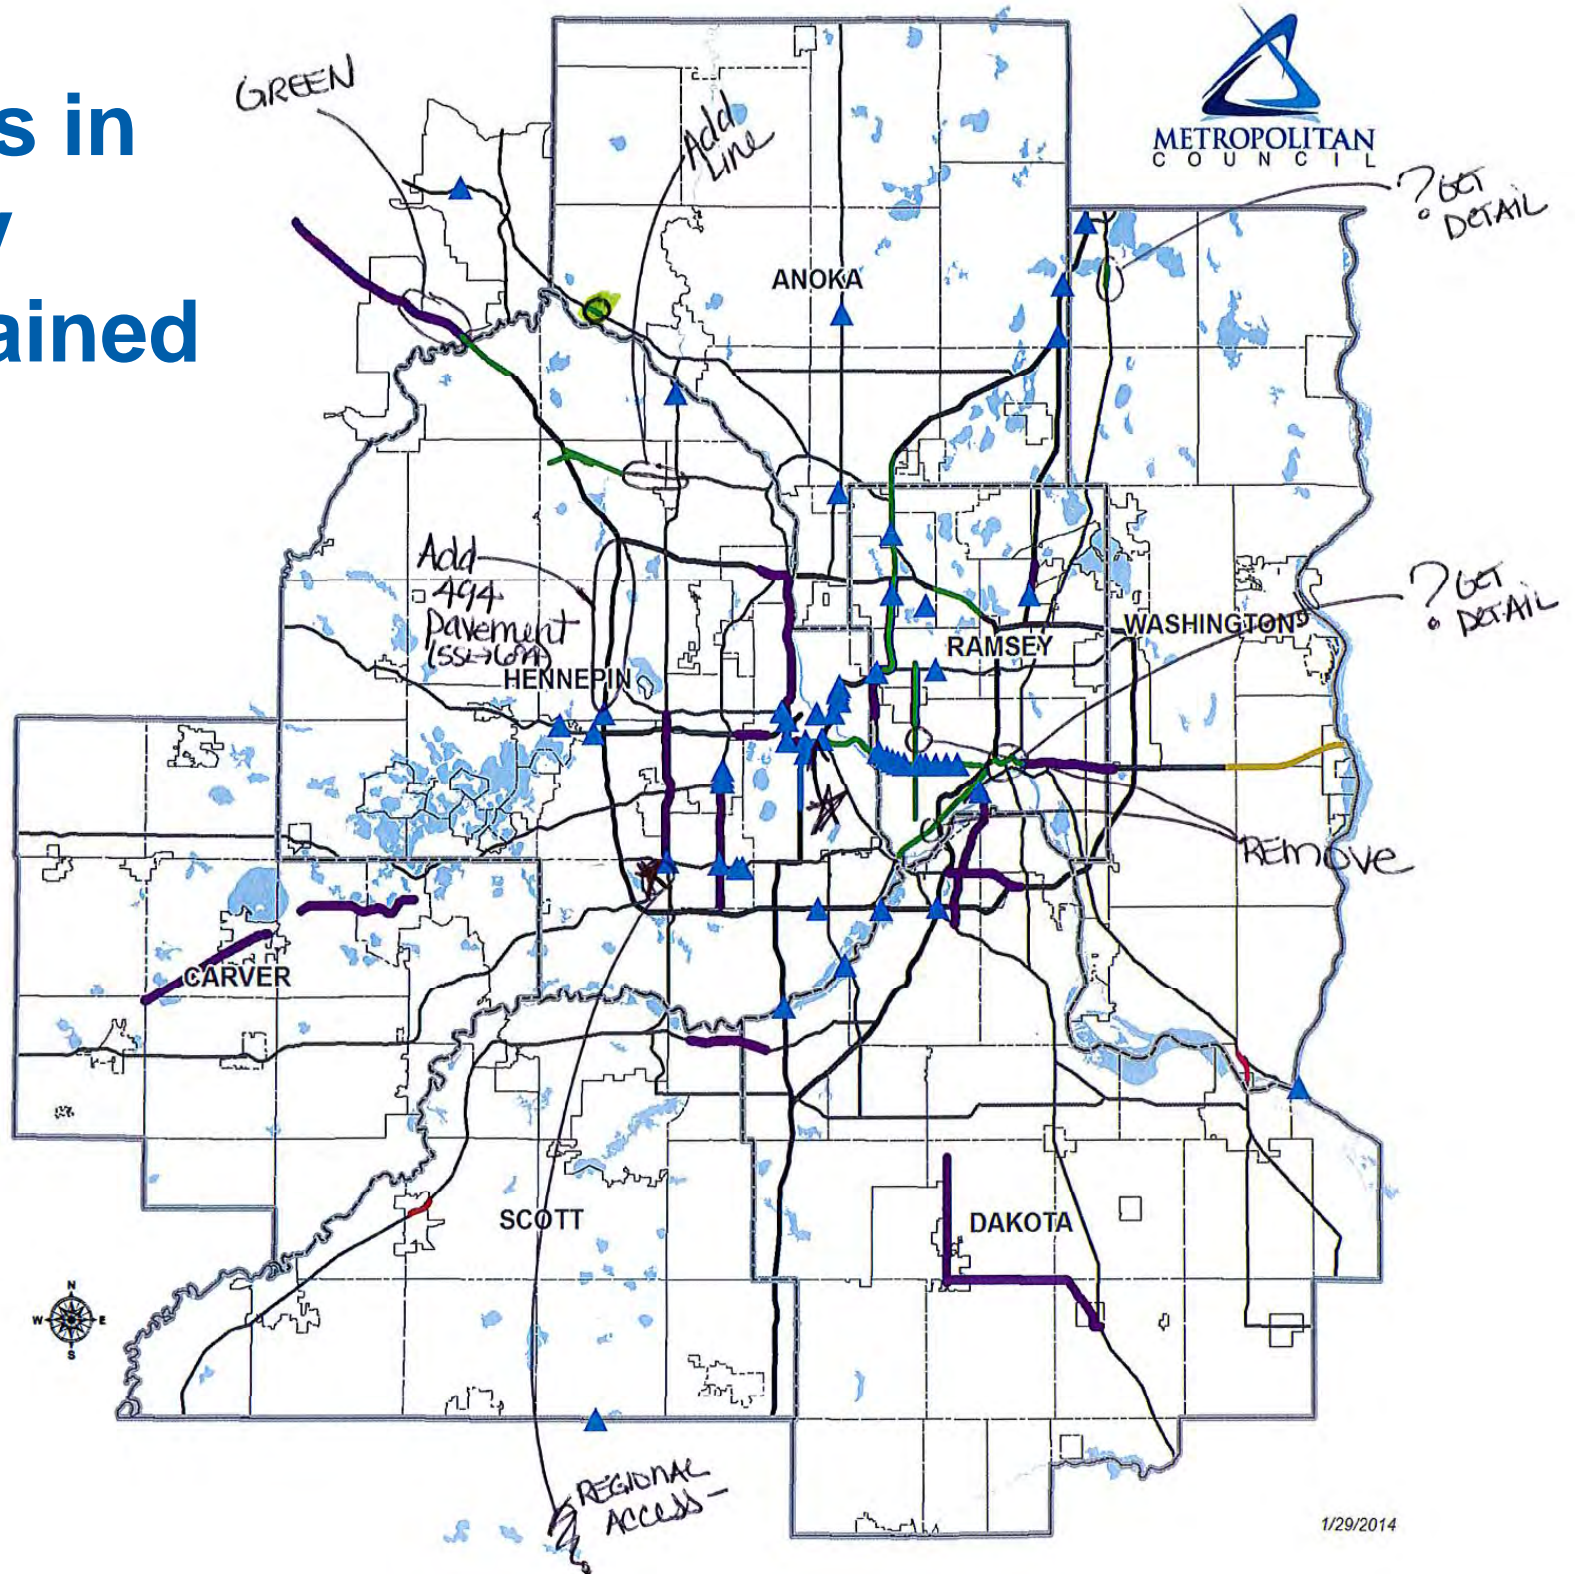 s in
y
ained
GREEN
Add
Line
METROPOLITAN
COUNCIL
? GET
DETAIL
ANOKA
Add
494
Pavement
HENNEPIN
? GET
DETAIL
WASHINGTON
RAMSEY
REMOVE
CARVER
SCOTT
DAKOTA
N
W E
S
REGIONAL
ACCESS-
1/29/2014